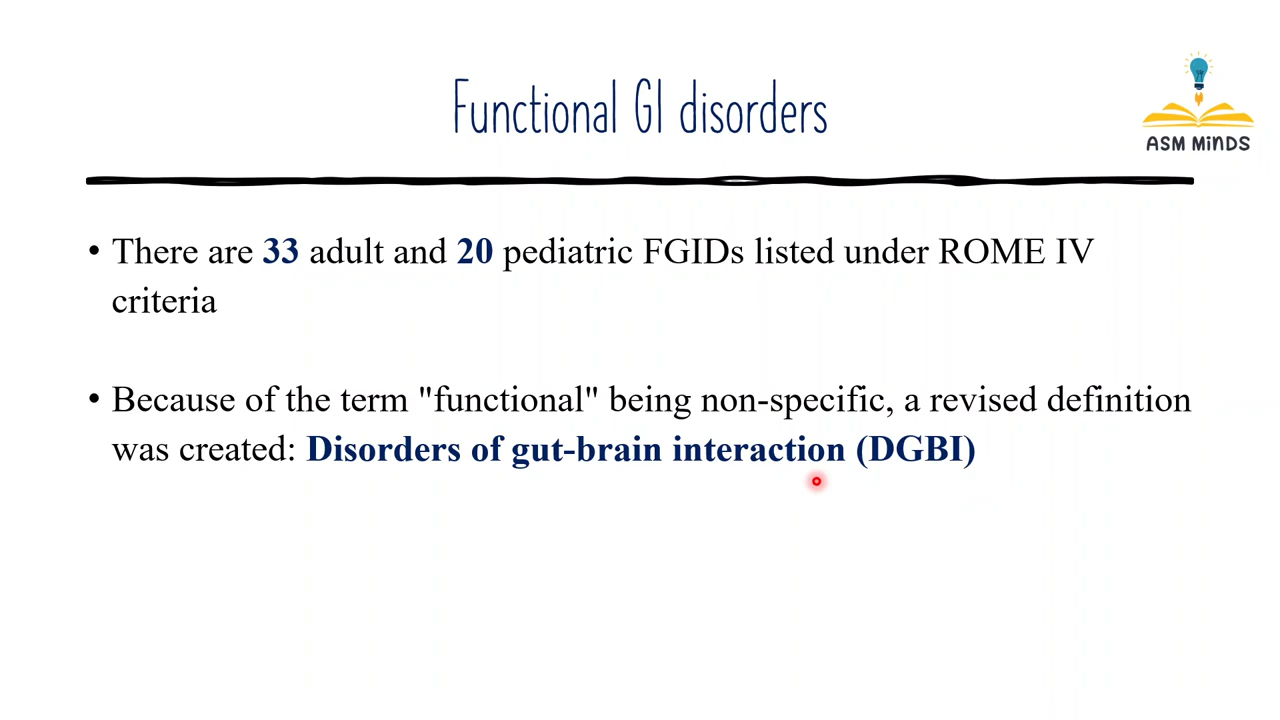 Functional GI disorders
ASM MiNDS
• There are 33 adult and 20 pediatric FGIDs listed under ROME IV
criteria
• Because of the term "functional" being non-specific, a revised definition
was created: Disorders of gut-brain interaction (DGBI)